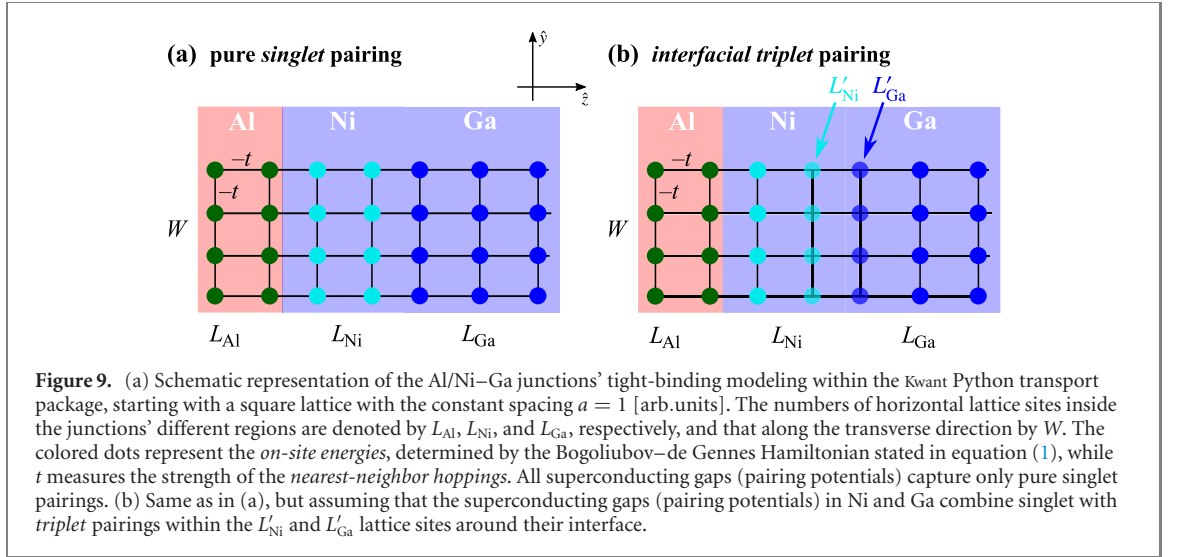 (a) pure singlet pairing
ŷ
ẑ
(b) interfacial triplet pairing
L′Ni L′Ga
Al Ni Ga
Al Ni Ga
−t
−t
−t
−t
W
W
LAl LNi LGa
LAl LNi LGa
Figure 9. (a) Schematic representation of the Al/Ni–Ga junctions' tight-binding modeling within the Kwant Python transport
package, starting with a square lattice with the constant spacing a = 1 [arb.units]. The numbers of horizontal lattice sites inside
the junctions' different regions are denoted by LAl, LNi, and LGa, respectively, and that along the transverse direction by W. The
colored dots represent the on-site energies, determined by the Bogoliubov–de Gennes Hamiltonian stated in equation (1), while
t measures the strength of the nearest-neighbor hoppings. All superconducting gaps (pairing potentials) capture only pure singlet
pairings. (b) Same as in (a), but assuming that the superconducting gaps (pairing potentials) in Ni and Ga combine singlet with
triplet pairings within the L′Ni and L′Ga lattice sites around their interface.